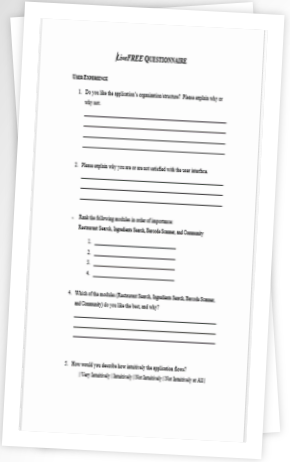 LiveFREE QUESTIONNAIRE
USER EXPERIENCE
1. Do you like the application's organization structure? Please explain why or
why not.
2. Please explain why you are or are not satisfied with the user interface.
Rank the following modules in order of importance:
Restaurant Search, Ingredients Search, Barcode Scanner, and Community
1.
2.
3.
4.
4. Which of the modules (Restaurant Search, Ingredients Search, Barcode Scanner,
and Community) do you like the best, and why?
5. How would you describe how intuitively the application flows?
| Very Intuitively | Intuitively | Not Intuitively | Not Intuitively at All |